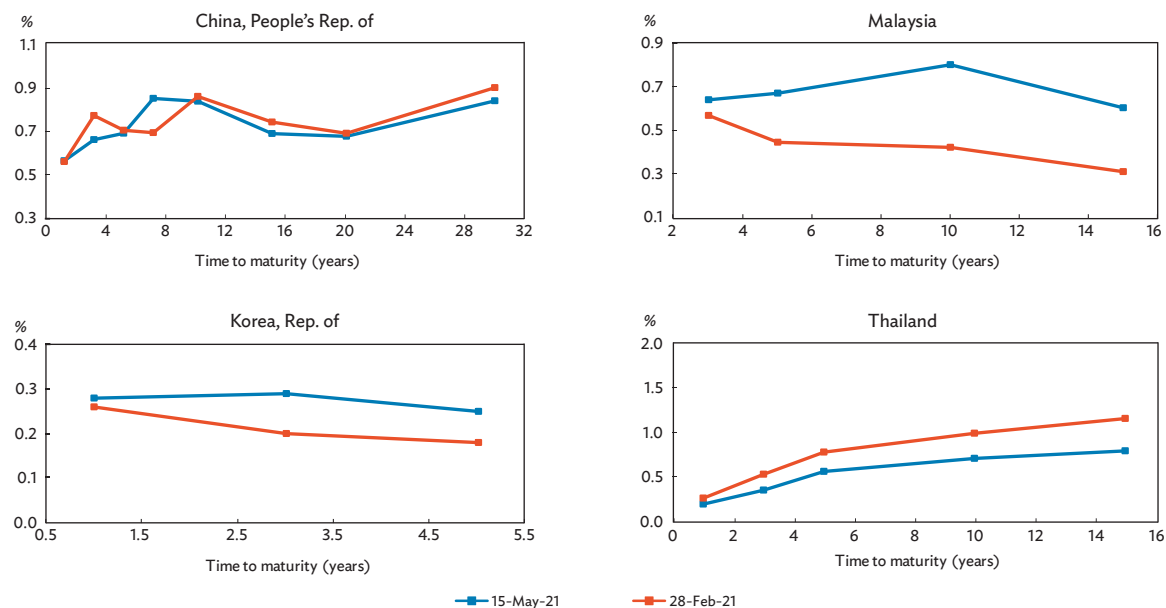 China, People's Rep. of
%
1.1
0.9
0.7
0.5
0.3
0 4 8 12 16 20 24 28 32
Time to maturity (years)
Malaysia
%
0.9
0.7
0.5
0.3
0.1
2 4 6 8 10 12 14 16
Time to maturity (years)
Korea, Rep. of
%
0.4
0.3
0.2
0.1
0.0
0.5 1.5 2.5 3.5 4.5 5.5
Time to maturity (years)
Thailand
%
2.0
1.5
1.0
0.5
0.0
0 2 4 6 8 10 12 14 16
Time to maturity (years)
15-May-21 28-Feb-21